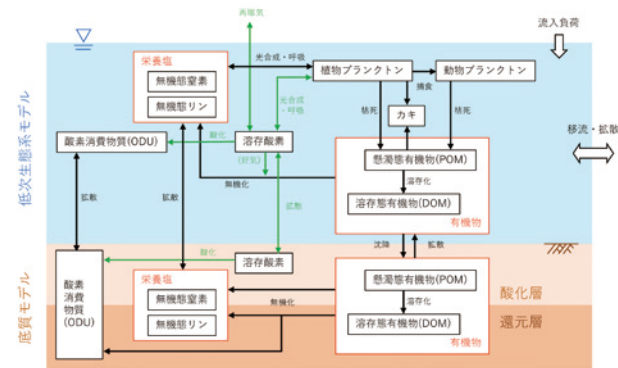 再曝気
流入負荷
栄養塩
無機態窒素
無機態リン
光合成・呼吸
植物プランクトン
動物プランクトン
捕食
光合成
・呼吸
枯死
枯死
カキ
移流・拡散
低次生態系モデル
酸素消費物質(ODU)
酸化
溶存酸素
(好気)
無機化
懸濁態有機物(POM)
溶存化
溶存態有機物(DOM)
有機物
拡散
拡散
拡散
沈降
拡散
底質モデル
酸素
消費
物質
(ODU)
酸化
溶存酸素
栄養塩
無機態窒素
無機態リン
無機化
懸濁態有機物(POM)
溶存化
溶存態有機物(DOM)
有機物
酸化層
還元層